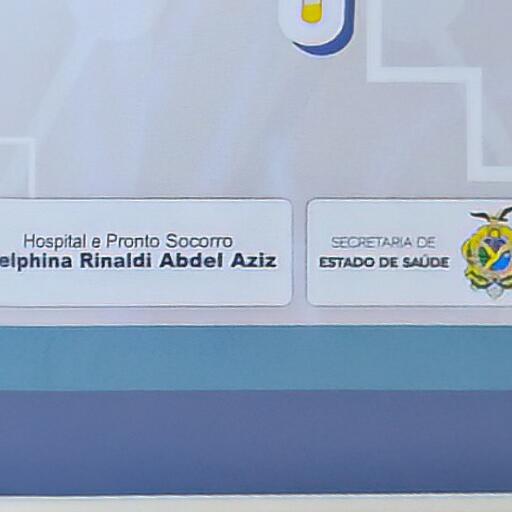 Hospital e Pronto Socorro
elphina Rinaldi Abdel Aziz
SECRETARIA DE
ESTADO DE SAÚDE